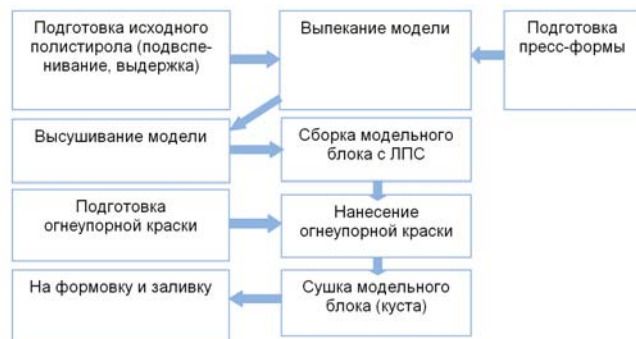 Подготовка исходного
полистирола (подвспе-
нивание, выдержка)
Выпекание модели
Подготовка
пресс-формы
Высушивание модели
Сборка модельного
блока с ЛПС
Подготовка
огнеупорной краски
Нанесение
огнеупорной краски
На формовку и заливку
Сушка модельного
блока (куста)